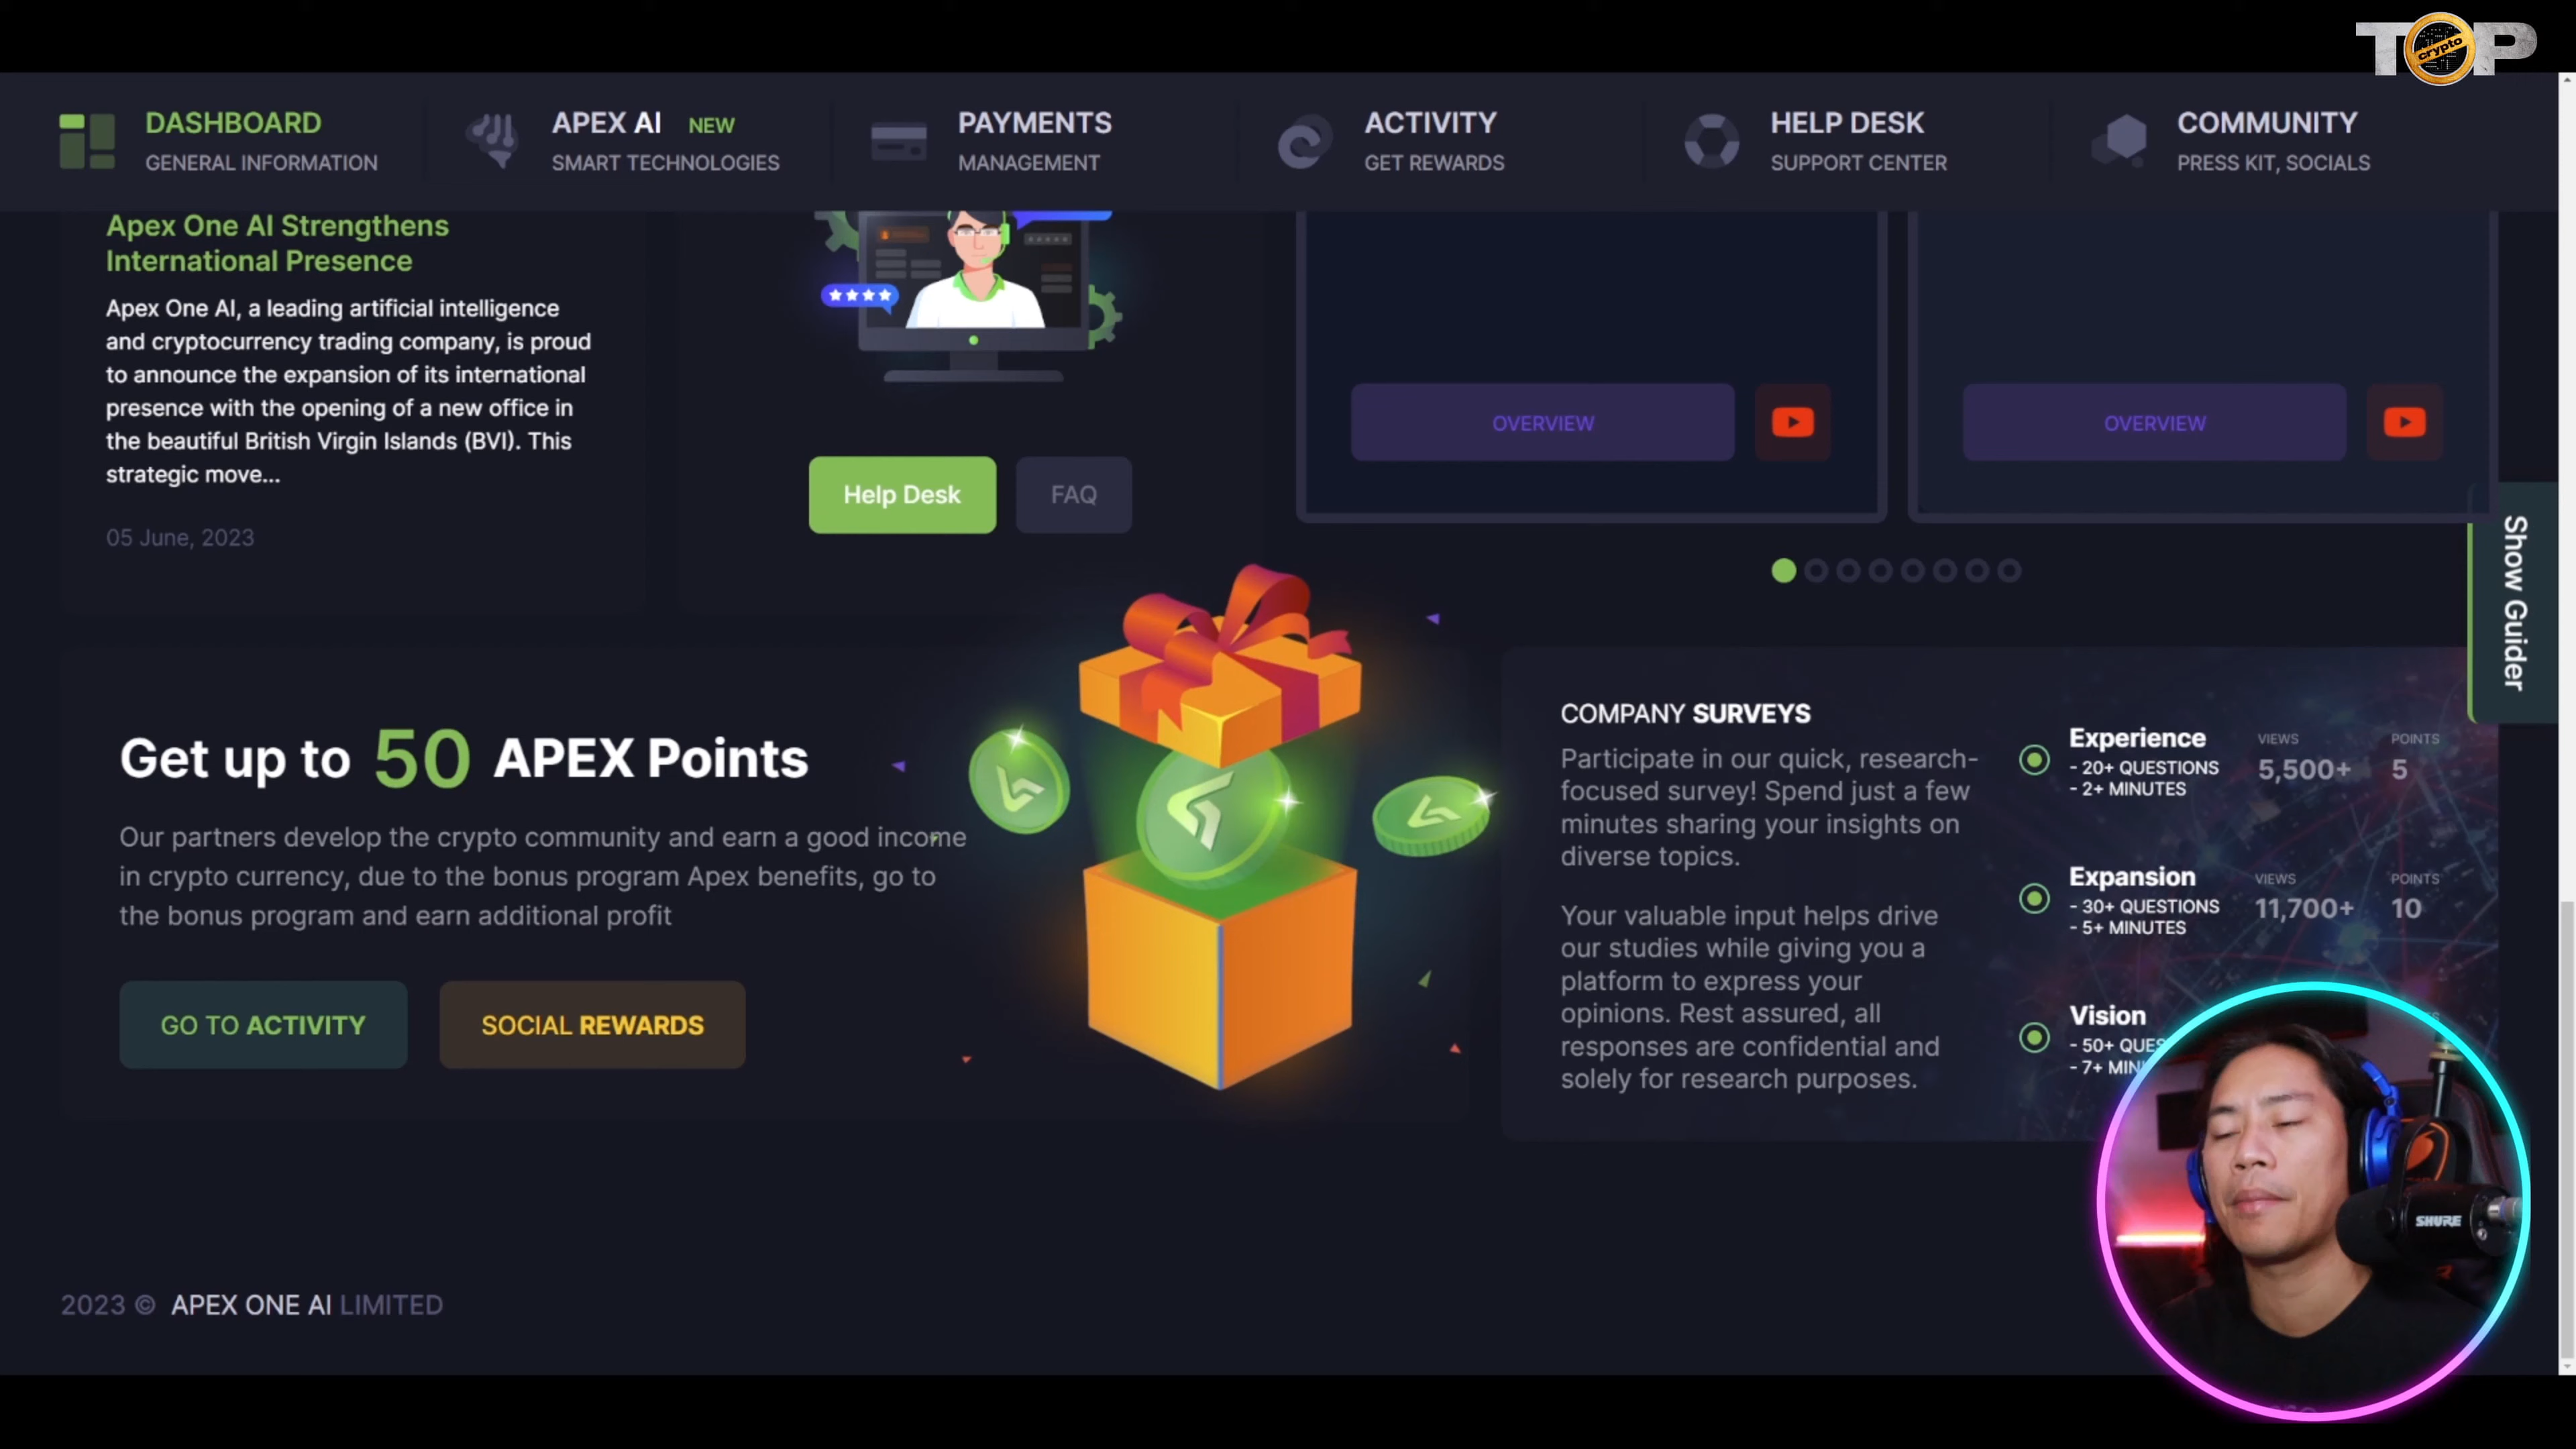 TOP
crypto
DASHBOARD
GENERAL INFORMATION
APEX AI NEW
SMART TECHNOLOGIES
PAYMENTS
MANAGEMENT
ACTIVITY
GET REWARDS
HELP DESK
SUPPORT CENTER
COMMUNITY
PRESS KIT, SOCIALS
Apex One AI Strengthens
International Presence
Apex One AI, a leading artificial intelligence
and cryptocurrency trading company, is proud
to announce the expansion of its international
presence with the opening of a new office in
the beautiful British Virgin Islands (BVI). This
strategic move...
05 June, 2023
Help Desk
FAQ
OVERVIEW
OVERVIEW
Show Guider
Get up to 50 APEX Points
Our partners develop the crypto community and earn a good income
in crypto currency, due to the bonus program Apex benefits, go to
the bonus program and earn additional profit
GO TO ACTIVITY
SOCIAL REWARDS
COMPANY SURVEYS
Participate in our quick, research-
focused survey! Spend just a few
minutes sharing your insights on
diverse topics.
Your valuable input helps drive
our studies while giving you a
platform to express your
opinions. Rest assured, all
responses are confidential and
solely for research purposes.
Experience
- 20+ QUESTIONS
- 2+ MINUTES
VIEWS
5,500+
POINTS
5
Expansion
- 30+ QUESTIONS
- 5+ MINUTES
VIEWS
11,700+
POINTS
10
Vision
- 50+ QUES
- 7+ MIN
SHURE
2023 © APEX ONE AI LIMITED